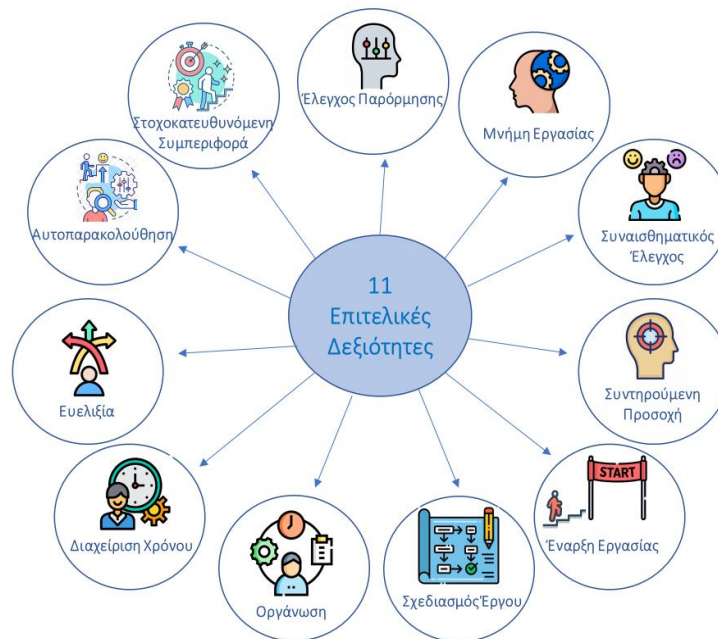 Έλεγχος Παρόρμησης
Μνήμη Εργασίας
Συναισθηματικός
Έλεγχος
Συντηρούμενη
Προσοχή
START
Έναρξη Εργασίας
Σχεδιασμός Έργου
Οργάνωση
Διαχείριση Χρόνου
Ευελιξία
Αυτοπαρακολούθηση
Στοχοκατευθυνόμενη
Συμπεριφορά
11
Επιτελικές
Δεξιότητες